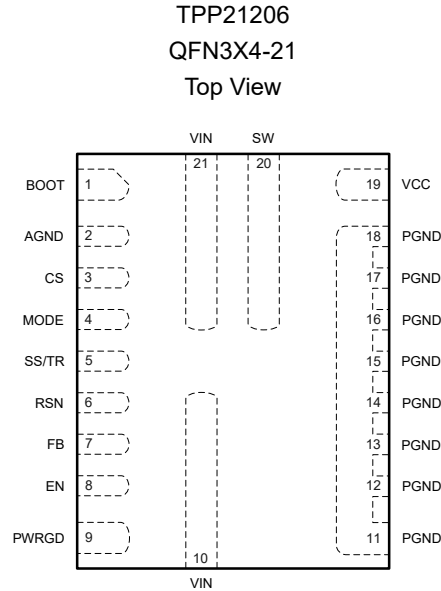 TPP21206
QFN3X4-21
Top View
VIN SW
21 20
BOOT 1 19 VCC
AGND 2 18 PGND
CS 3 17 PGND
MODE 4 16 PGND
SS/TR 5 15 PGND
RSN 6 14 PGND
FB 7 13 PGND
EN 8 12 PGND
PWRGD 9 11 PGND
10
VIN